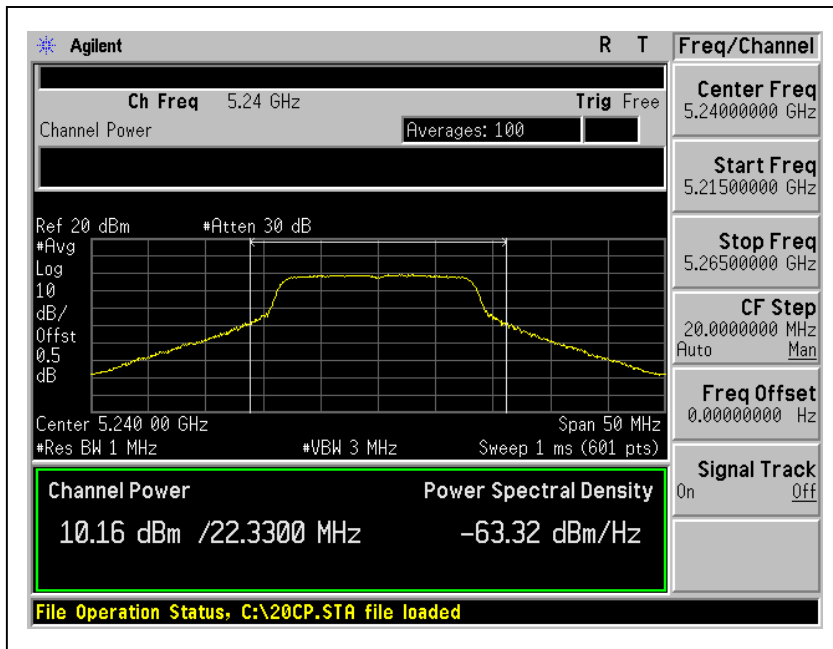 Agilent R T Freq/Channel
Ch Freq 5.24 GHz Trig Free
Channel Power Averages: 100
Center Freq
5.24000000 GHz
Start Freq
5.21500000 GHz
Stop Freq
5.26500000 GHz
CF Step
20.0000000 MHz
Auto Man
Freq Offset
0.00000000 Hz
Signal Track
On Off
Ref 20 dBm #Atten 30 dB
#Avg
Log
10
dB/
Offst
0.5
dB
Center 5.240 00 GHz Span 50 MHz
#Res BW 1 MHz #VBW 3 MHz Sweep 1 ms (601 pts)
Channel Power Power Spectral Density
10.16 dBm /22.3300 MHz -63.32 dBm/Hz
File Operation Status, C:\20CP.STA file loaded